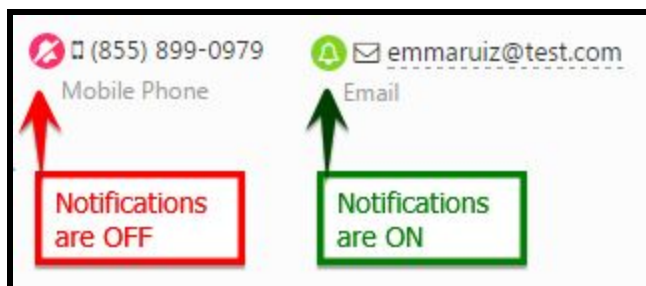 (855) 899-0979
Mobile Phone
emmaruiz@test.com
Email
Notifications
are OFF
Notifications
are ON